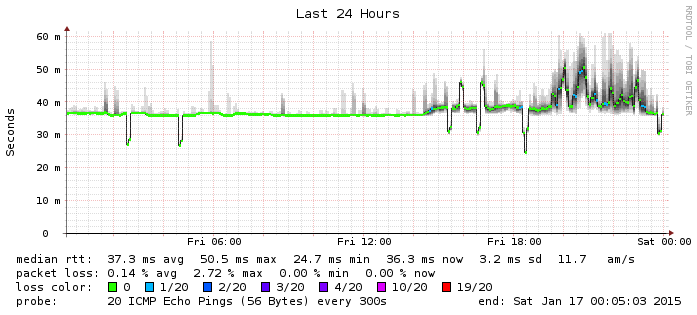 Last 24 Hours
RRDTOOL / TOBI OETIKER
Seconds
60 m
50 m
40 m
30 m
20 m
10 m
0
Fri 06:00 Fri 12:00 Fri 18:00 Sat 00:00
median rtt: 37.3 ms avg 50.5 ms max 24.7 ms min 36.3 ms now 3.2 ms sd 11.7 am/s
packet loss: 0.14 % avg 2.72 % max 0.00 % min 0.00 % now
loss color: 0 1/20 2/20 3/20 4/20 10/20 19/20
probe: 20 ICMP Echo Pings (56 Bytes) every 300s end: Sat Jan 17 00:05:03 2015